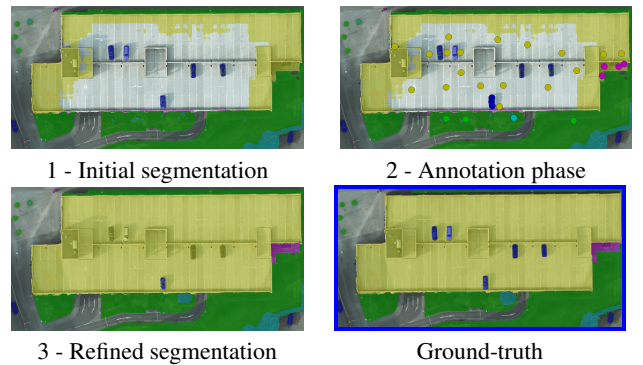 1 - Initial segmentation
2 - Annotation phase
3 - Refined segmentation
Ground-truth